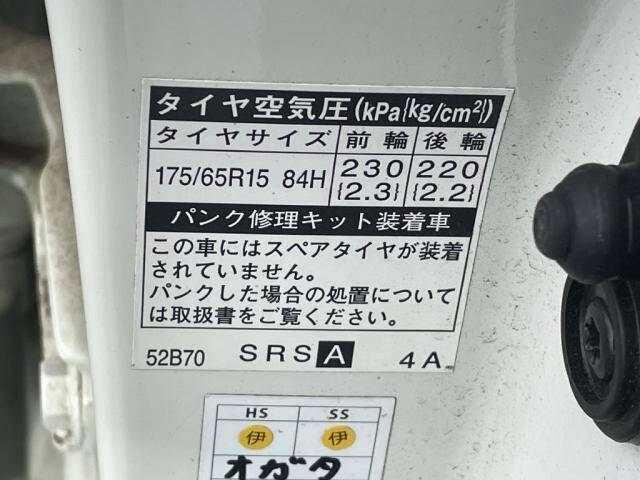 タイヤ空気圧(kPa{kg/cm²})
タイヤサイズ 前輪 後輪
175/65R15 84H 230 220
{2.3} {2.2}
パンク修理キット装着車
この車にはスペアタイヤが装着
されていません。
パンクした場合の処置について
は取扱書をご覧ください。
52B70 SRS A 4A
HS SS
伊 伊
オガタ